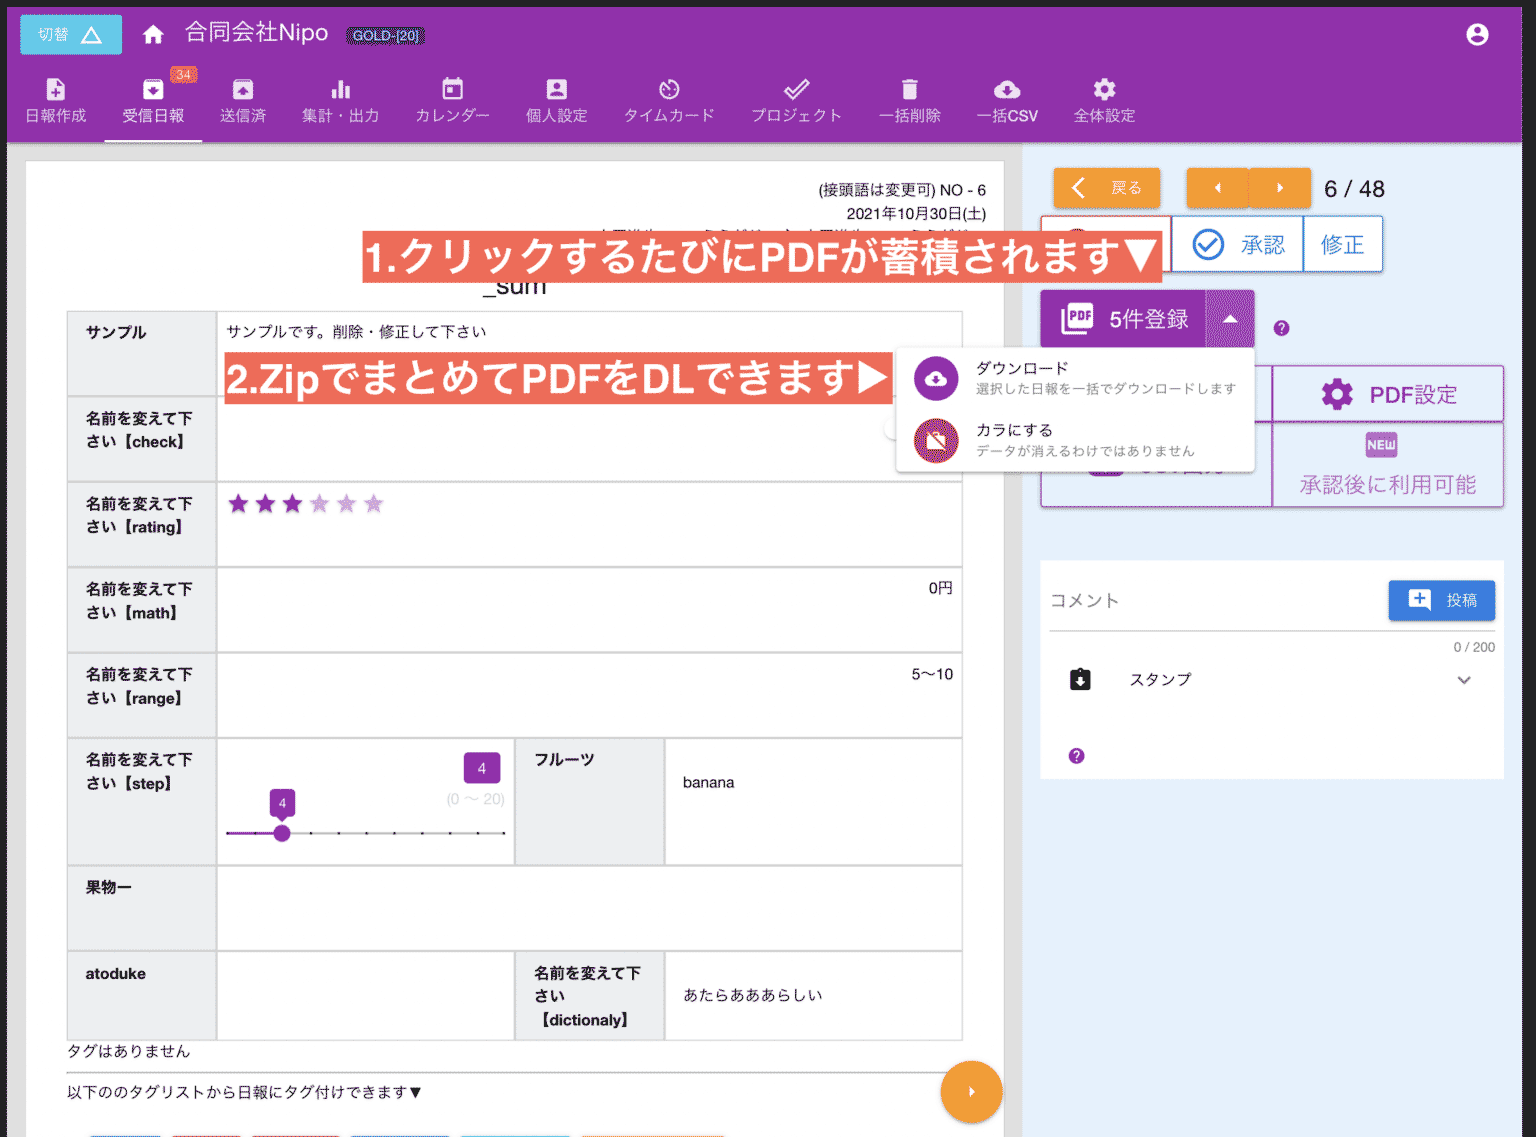 切替
合同会社Nipo
GOLD-[20]
日報作成
受信日報
34
送信済
集計・出力
カレンダー
個人設定
タイムカード
プロジェクト
一括削除
一括CSV
全体設定
(接頭語は変更可) NO - 6
2021年10月30日(土)
1.クリックするたびにPDFが蓄積されます▼
_sum
サンプル
サンプルです。削除・修正して下さい
2.ZipでまとめてPDFをDLできます▶
名前を変えて下
さい【check】
名前を変えて下
さい【rating】
名前を変えて下
さい【math】
0円
名前を変えて下
さい【range】
5〜10
名前を変えて下
さい【step】
4
(0 〜 20)
4
フルーツ
banana
果物一
atoduke
名前を変えて下
さい
【dictionaly】
あたらあああらしい
タグはありません
以下ののタグリストから日報にタグ付けできます▼
戻る
6 / 48
承認
修正
PDF
5件登録
ダウンロード
選択した日報を一括でダウンロードします
カラにする
データが消えるわけではありません
PDF設定
NEW
承認後に利用可能
コメント
投稿
0 / 200
スタンプ